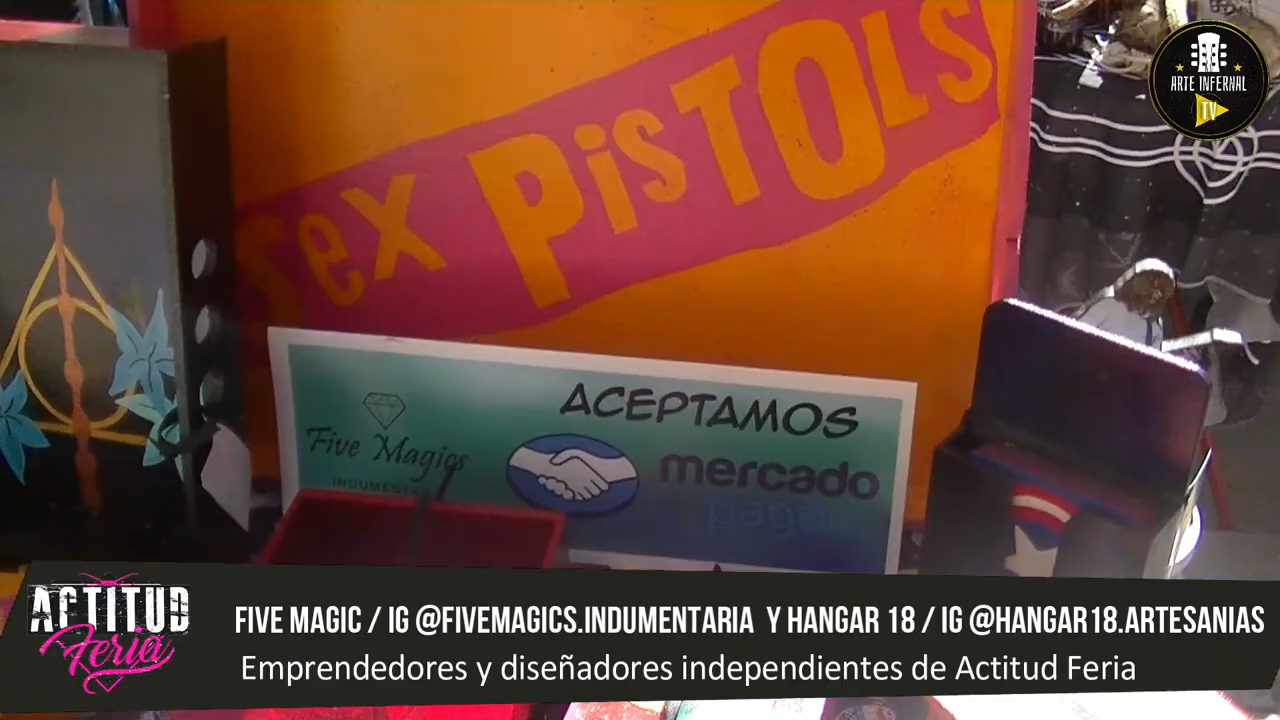 SEX PISTOLS
ARTE INFERNAL
TV
ACEPTAMOS
Five Magics
mercado
pago
ACTITUD
Feria
FIVE MAGIC / IG @FIVEMAGICS.INDUMENTARIA Y HANGAR 18 / IG @HANGAR18.ARTESANIAS
Emprendedores y diseñadores independientes de Actitud Feria